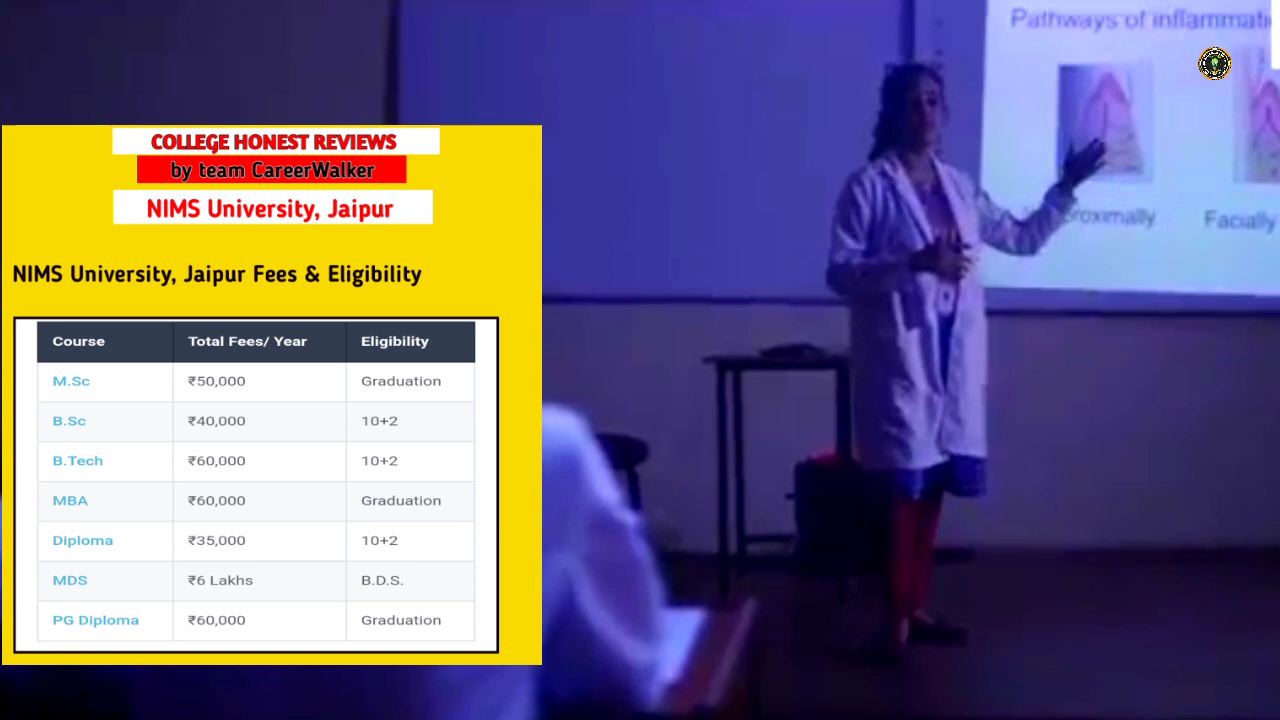 COLLEGE HONEST REVIEWS
by team CareerWalker
NIMS University, Jaipur
NIMS University, Jaipur Fees & Eligibility
Course Total Fees/ Year Eligibility
M.Sc ₹50,000 Graduation
B.Sc ₹40,000 10+2
B.Tech ₹60,000 10+2
MBA ₹60,000 Graduation
Diploma ₹35,000 10+2
MDS ₹6 Lakhs B.D.S.
PG Diploma ₹60,000 Graduation
Pathways of
Facially